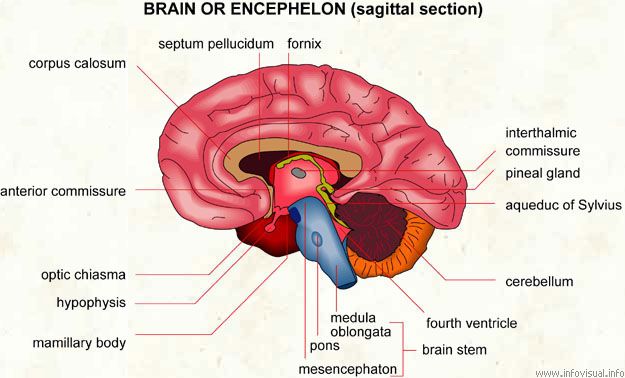 BRAIN OR ENCEPHELON (sagittal section)
septum pellucidum
fornix
corpus calosum
interthalmic
commissure
pineal gland
anterior commissure
aqueduc of Sylvius
optic chiasma
cerebellum
hypophysis
medula
oblongata
fourth ventricle
mamillary body
pons
brain stem
mesencephaton
www.infovisual.info